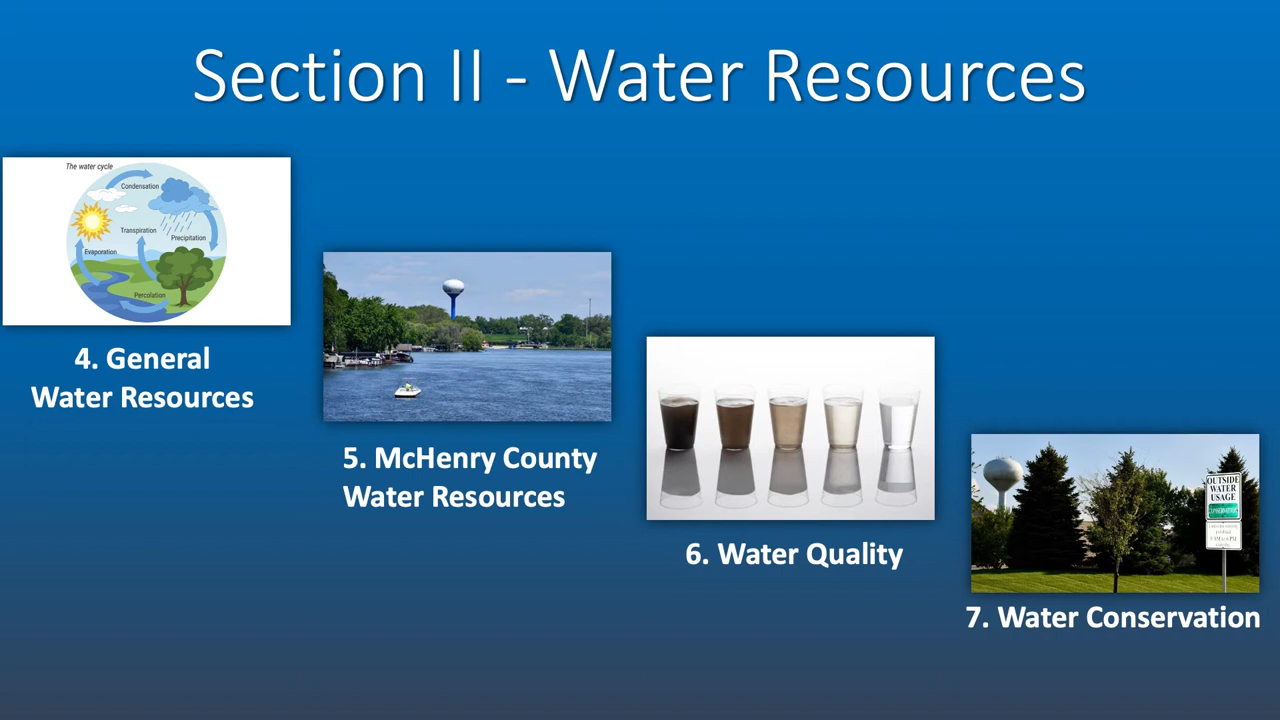 Section II - Water Resources
The water cycle
Condensation
Transpiration
Precipitation
Evaporation
Percolation
4. General
Water Resources
5. McHenry County
Water Resources
6. Water Quality
OUTSIDE
WATER
USAGE
7. Water Conservation